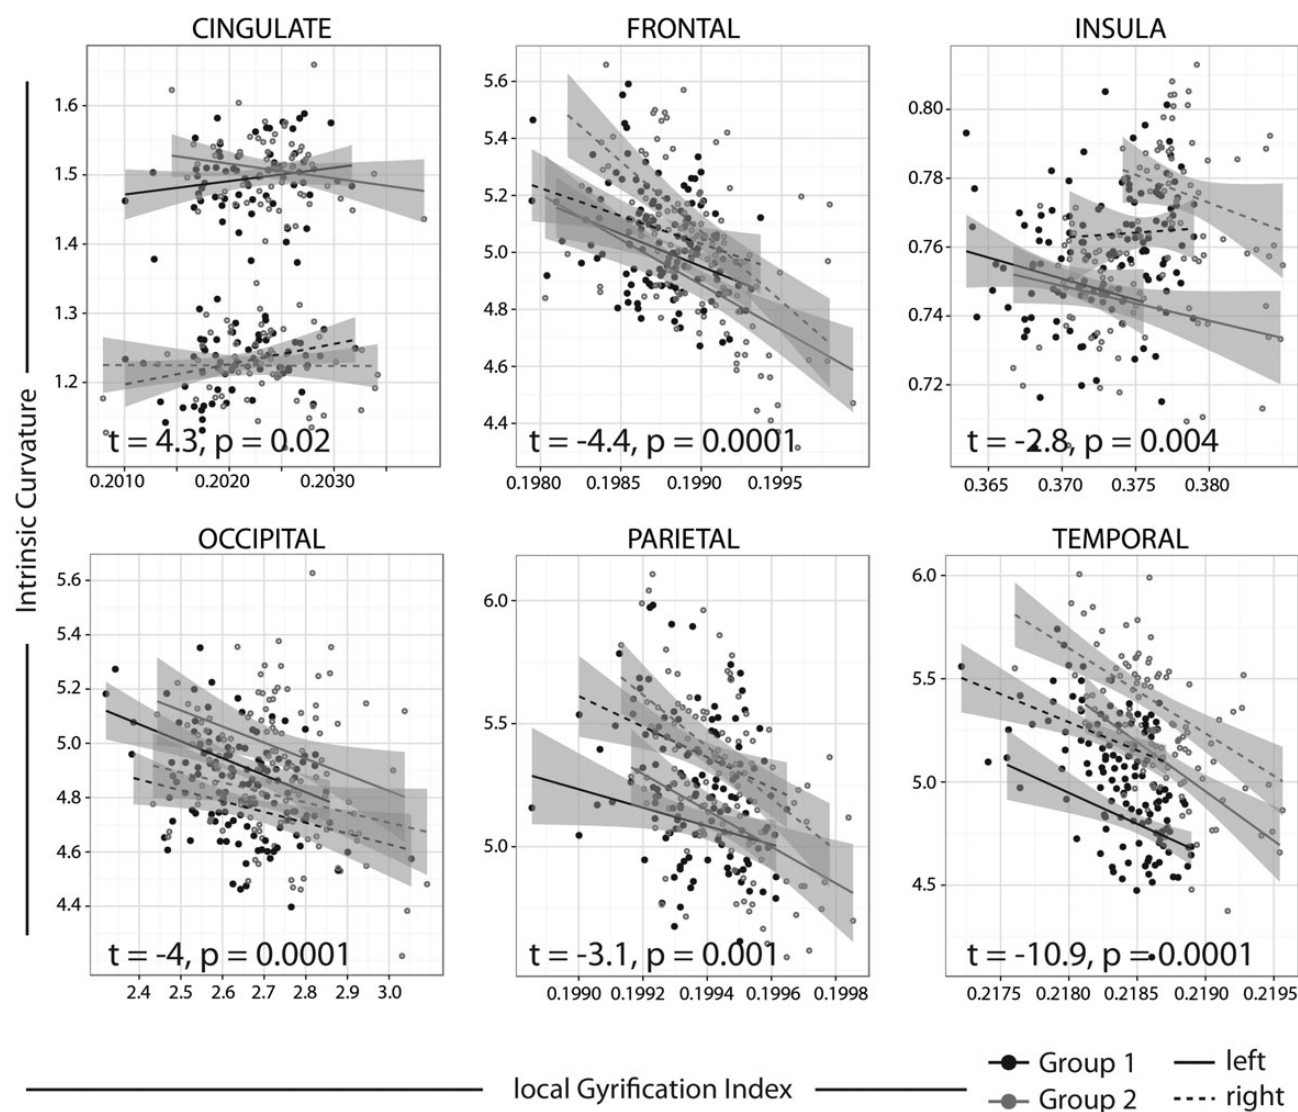 CINGULATE
FRONTAL
INSULA
1.6
1.5
1.4
1.3
1.2
5.6
5.4
5.2
5.0
4.8
4.6
4.4
0.80
0.78
0.76
0.74
0.72
t = 4.3, p = 0.02
t = -4.4, p = 0.0001
t = -2.8, p = 0.004
0.2010 0.2020 0.2030
0.1980 0.1985 0.1990 0.1995
0.365 0.370 0.375 0.380
Intrinsic Curvature
OCCIPITAL
PARIETAL
TEMPORAL
5.6
5.4
5.2
5.0
4.8
4.6
4.4
6.0
5.5
5.0
6.0
5.5
5.0
4.5
t = -4, p = 0.0001
t = -3.1, p = 0.001
t = -10.9, p = 0.0001
2.4 2.5 2.6 2.7 2.8 2.9 3.0
0.1990 0.1992 0.1994 0.1996 0.1998
0.2175 0.2180 0.2185 0.2190 0.2195
local Gyrification Index
Group 1
left
Group 2
right